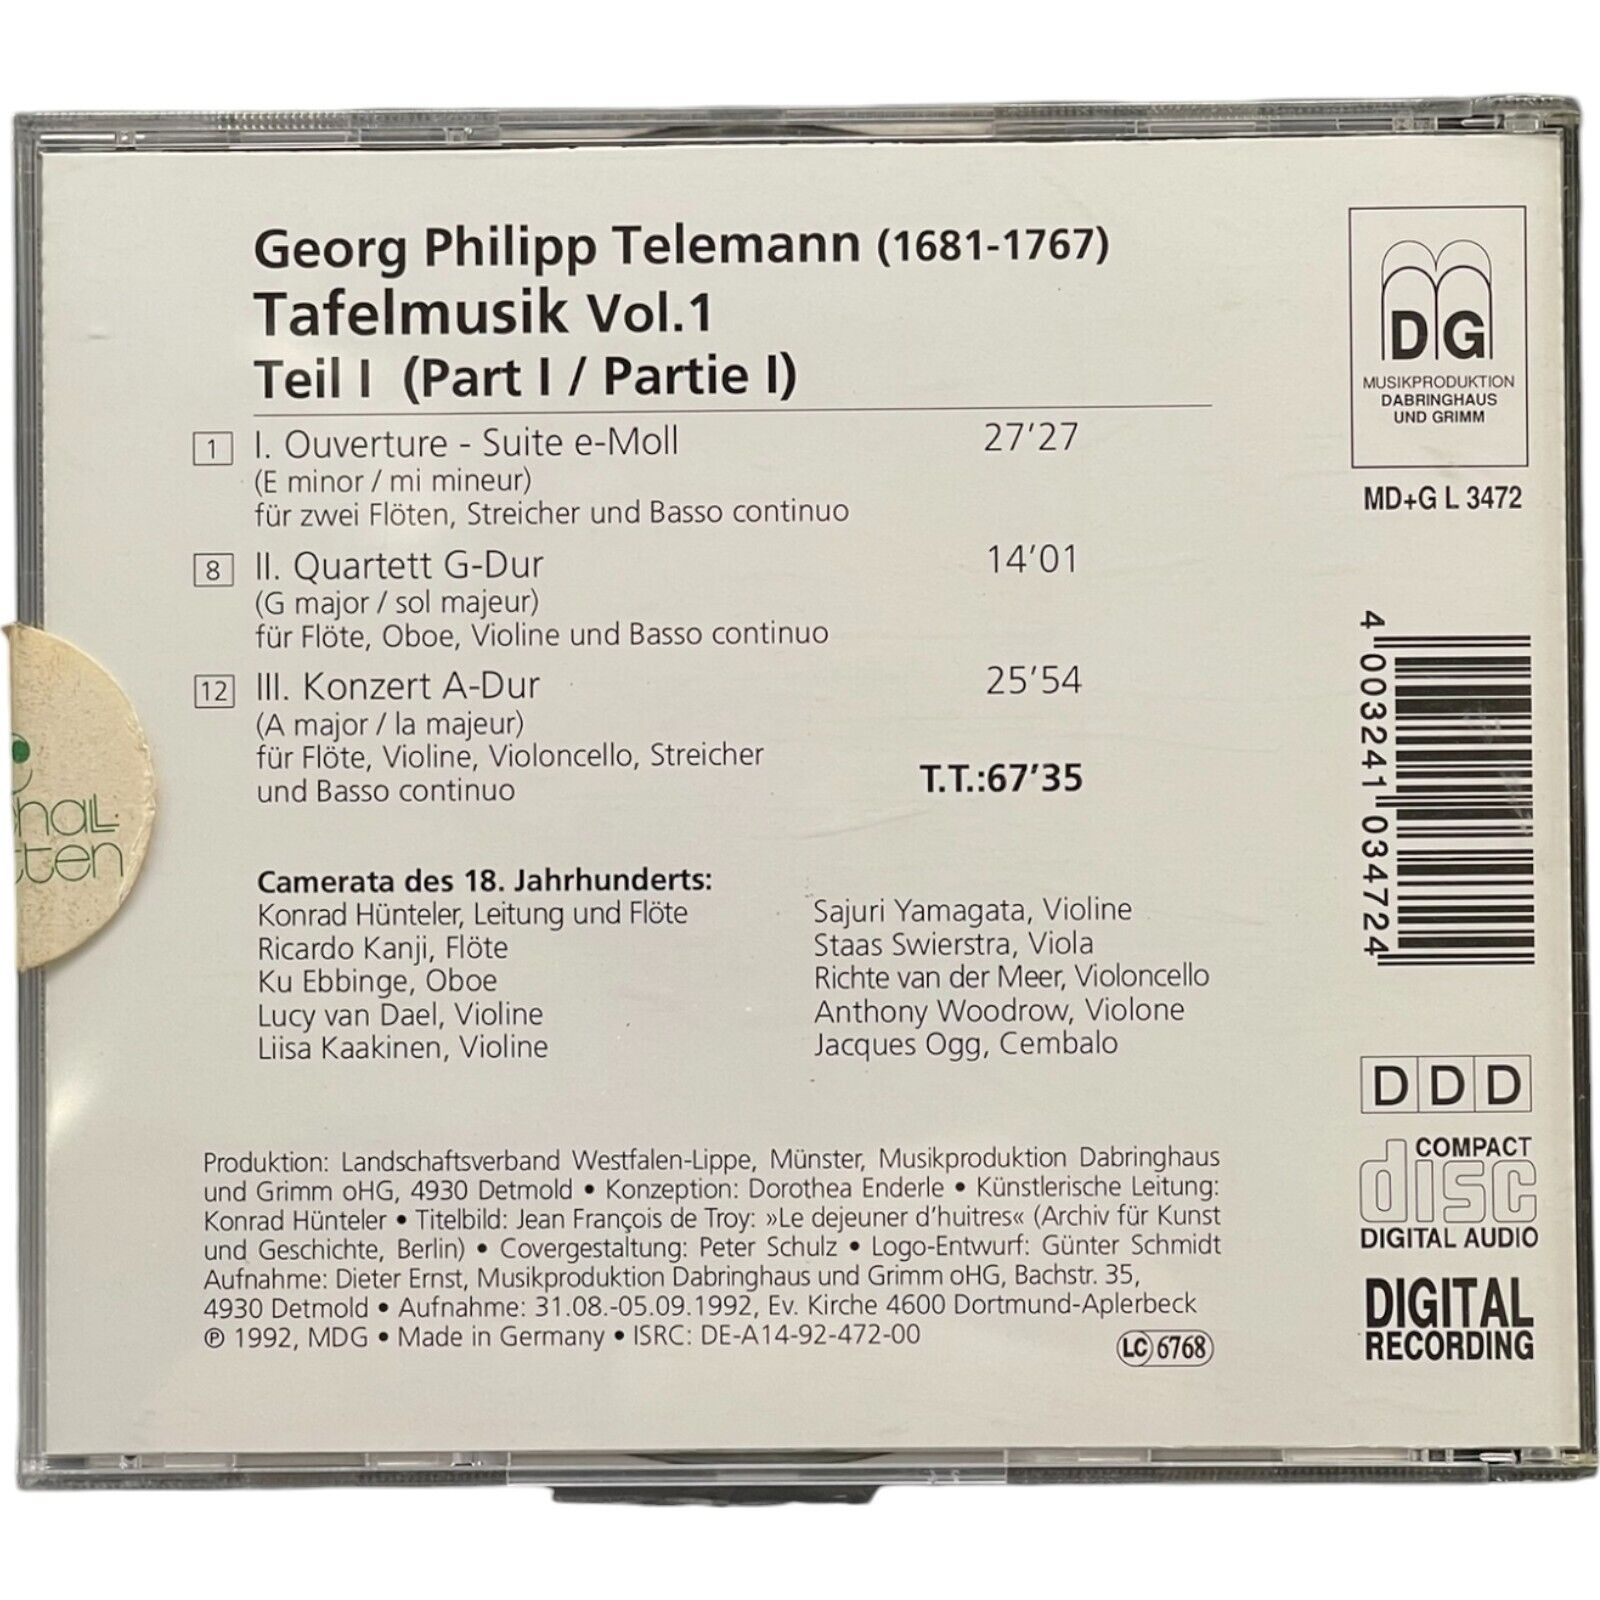 Georg Philipp Telemann (1681-1767)
Tafelmusik Vol.1
Teil I (Part I / Partie I)
1 I. Ouverture - Suite e-Moll 27'27
(E minor / mi mineur)
für zwei Flöten, Streicher und Basso continuo
8 II. Quartett G-Dur 14'01
(G major / sol majeur)
für Flöte, Oboe, Violine und Basso continuo
12 III. Konzert A-Dur 25'54
(A major / la majeur)
für Flöte, Violine, Violoncello, Streicher
und Basso continuo
T.T.:67'35
Camerata des 18. Jahrhunderts:
Konrad Hünteler, Leitung und Flöte
Ricardo Kanji, Flöte
Ku Ebbinge, Oboe
Lucy van Dael, Violine
Liisa Kaakinen, Violine
Sajuri Yamagata, Violine
Staas Swierstra, Viola
Richte van der Meer, Violoncello
Anthony Woodrow, Violone
Jacques Ogg, Cembalo
Produktion: Landschaftsverband Westfalen-Lippe, Münster, Musikproduktion Dabringhaus
und Grimm oHG, 4930 Detmold • Konzeption: Dorothea Enderle • Künstlerische Leitung:
Konrad Hünteler • Titelbild: Jean François de Troy: »Le dejeuner d'huitres« (Archiv für Kunst
und Geschichte, Berlin) • Covergestaltung: Peter Schulz • Logo-Entwurf: Günter Schmidt
Aufnahme: Dieter Ernst, Musikproduktion Dabringhaus und Grimm oHG, Bachstr. 35,
4930 Detmold • Aufnahme: 31.08.-05.09.1992, Ev. Kirche 4600 Dortmund-Aplerbeck
℗ 1992, MDG • Made in Germany • ISRC: DE-A14-92-472-00
LC 6768
DG
MUSIKPRODUKTION
DABRINGHAUS
UND GRIMM
MD+G L 3472
4 003241 034724
DDD
COMPACT
disc
DIGITAL AUDIO
DIGITAL
RECORDING